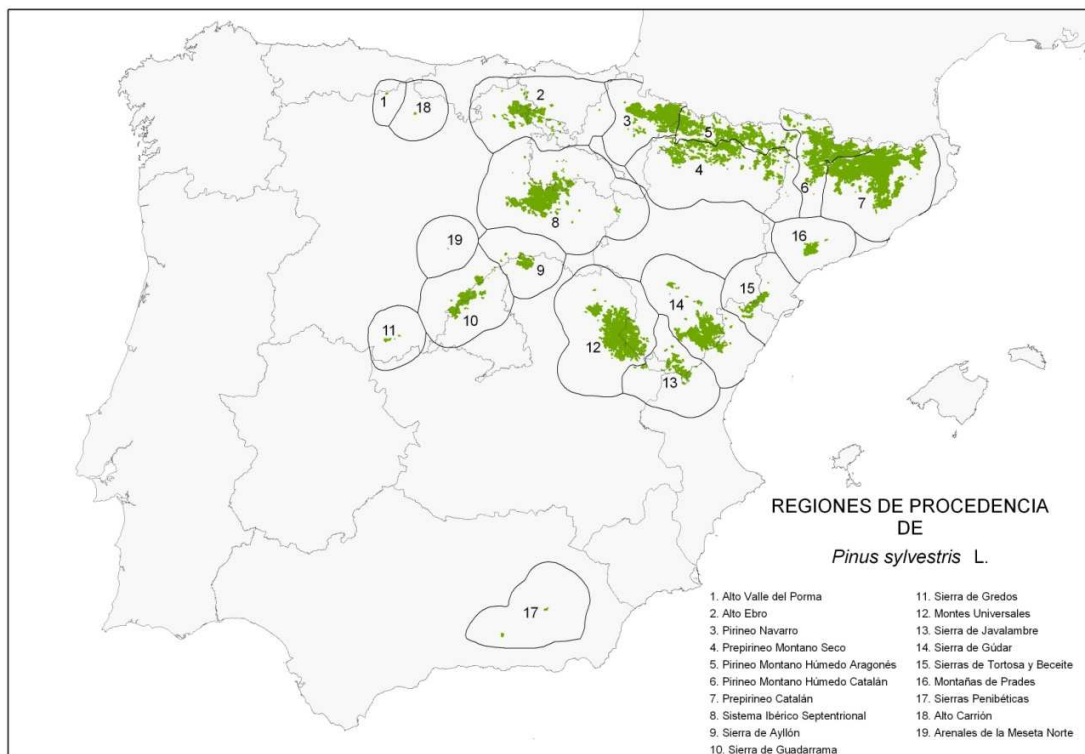 1
18
2
3
5
4
6
7
8
16
19
9
10
15
14
11
12
13
17
REGIONES DE PROCEDENCIA
DE
Pinus sylvestris L.
1. Alto Valle del Porma
2. Alto Ebro
3. Pirineo Navarro
4. Prepirineo Montano Seco
5. Pirineo Montano Húmedo Aragonés
6. Pirineo Montano Húmedo Catalán
7. Prepirineo Catalán
8. Sistema Ibérico Septentrional
9. Sierra de Ayllón
10. Sierra de Guadarrama
11. Sierra de Gredos
12. Montes Universales
13. Sierra de Javalambre
14. Sierra de Gúdar
15. Sierras de Tortosa y Beceite
16. Montañas de Prades
17. Sierras Penibéticas
18. Alto Carrión
19. Arenales de la Meseta Norte